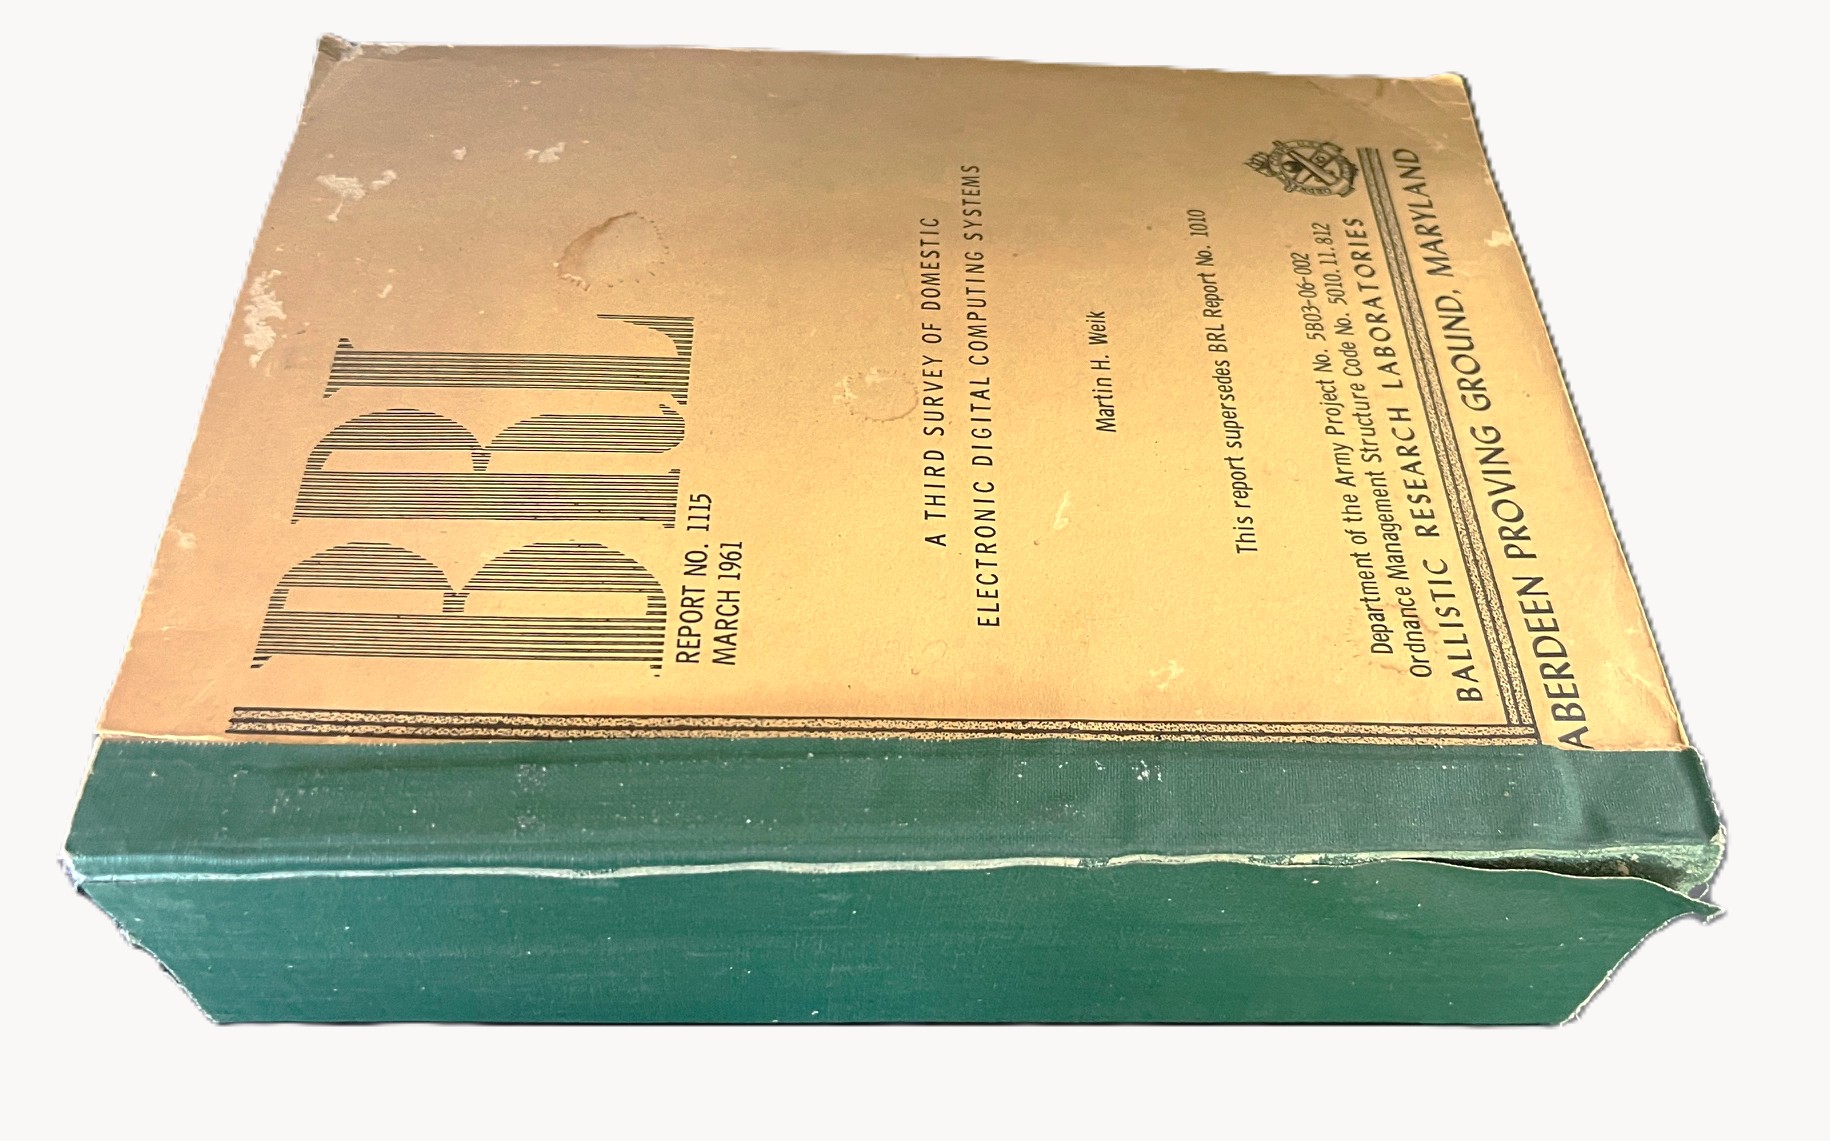 BRL
REPORT NO. 1115
MARCH 1961
A THIRD SURVEY OF DOMESTIC
ELECTRONIC DIGITAL COMPUTING SYSTEMS
Martin H. Weik
This report supersedes BRL Report No. 1010
Department of the Army Project No. 5B03-06-002
Ordnance Management Structure Code No. 5010.11.812
BALLISTIC RESEARCH LABORATORIES
ABERDEEN PROVING GROUND, MARYLAND